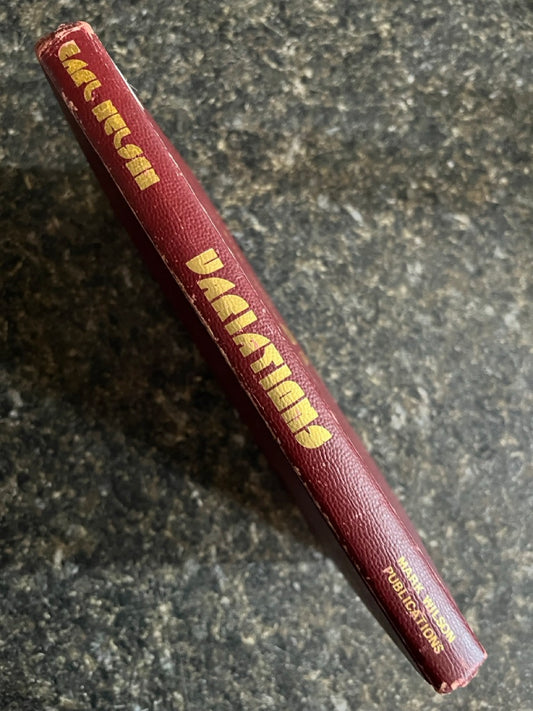 EARL NELSON
VARIATIONS
MARK WILSON
PUBLICATIONS